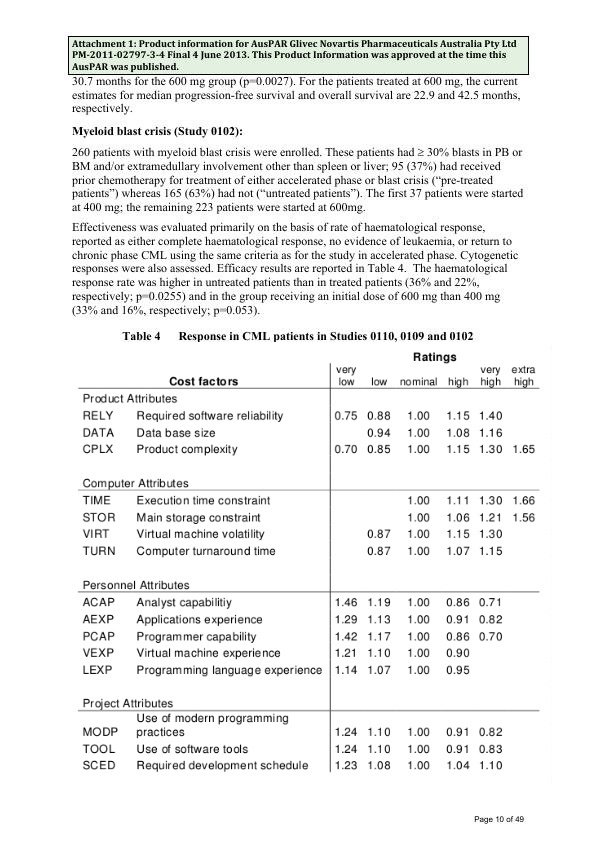 Attachment 1: Product information for AusPAR Glivec Novartis Pharmaceuticals Australia Pty Ltd
PM-2011-02797-3-4 Final 4 June 2013. This Product Information was approved at the time this
AusPAR was published.
30.7 months for the 600 mg group (p=0.0027). For the patients treated at 600 mg, the current
estimates for median progression-free survival and overall survival are 22.9 and 42.5 months,
respectively.
Myeloid blast crisis (Study 0102):
260 patients with myeloid blast crisis were enrolled. These patients had ≥ 30% blasts in PB or
BM and/or extramedullary involvement other than spleen or liver; 95 (37%) had received
prior chemotherapy for treatment of either accelerated phase or blast crisis (“pre-treated
patients”) whereas 165 (63%) had not (“untreated patients”). The first 37 patients were started
at 400 mg; the remaining 223 patients were started at 600mg.
Effectiveness was evaluated primarily on the basis of rate of haematological response,
reported as either complete haematological response, no evidence of leukaemia, or return to
chronic phase CML using the same criteria as for the study in accelerated phase. Cytogenetic
responses were also assessed. Efficacy results are reported in Table 4. The haematological
response rate was higher in untreated patients than in treated patients (36% and 22%,
respectively; p=0.0255) and in the group receiving an initial dose of 600 mg than 400 mg
(33% and 16%, respectively; p=0.053).
Table 4 Response in CML patients in Studies 0110, 0109 and 0102
Ratings
very very extra
Cost factors low low nominal high high high
Product Attributes
RELY Required software reliability 0.75 0.88 1.00 1.15 1.40
DATA Data base size 0.94 1.00 1.08 1.16
CPLX Product complexity 0.70 0.85 1.00 1.15 1.30 1.65
Computer Attributes
TIME Execution time constraint 1.00 1.11 1.30 1.66
STOR Main storage constraint 1.00 1.06 1.21 1.56
VIRT Virtual machine volatility 0.87 1.00 1.15 1.30
TURN Computer turnaround time 0.87 1.00 1.07 1.15
Personnel Attributes
ACAP Analyst capabilitiy 1.46 1.19 1.00 0.86 0.71
AEXP Applications experience 1.29 1.13 1.00 0.91 0.82
PCAP Programmer capability 1.42 1.17 1.00 0.86 0.70
VEXP Virtual machine experience 1.21 1.10 1.00 0.90
LEXP Programming language experience 1.14 1.07 1.00 0.95
Project Attributes
Use of modern programming
MODP practices 1.24 1.10 1.00 0.91 0.82
TOOL Use of software tools 1.24 1.10 1.00 0.91 0.83
SCED Required development schedule 1.23 1.08 1.00 1.04 1.10
Page 10 of 49